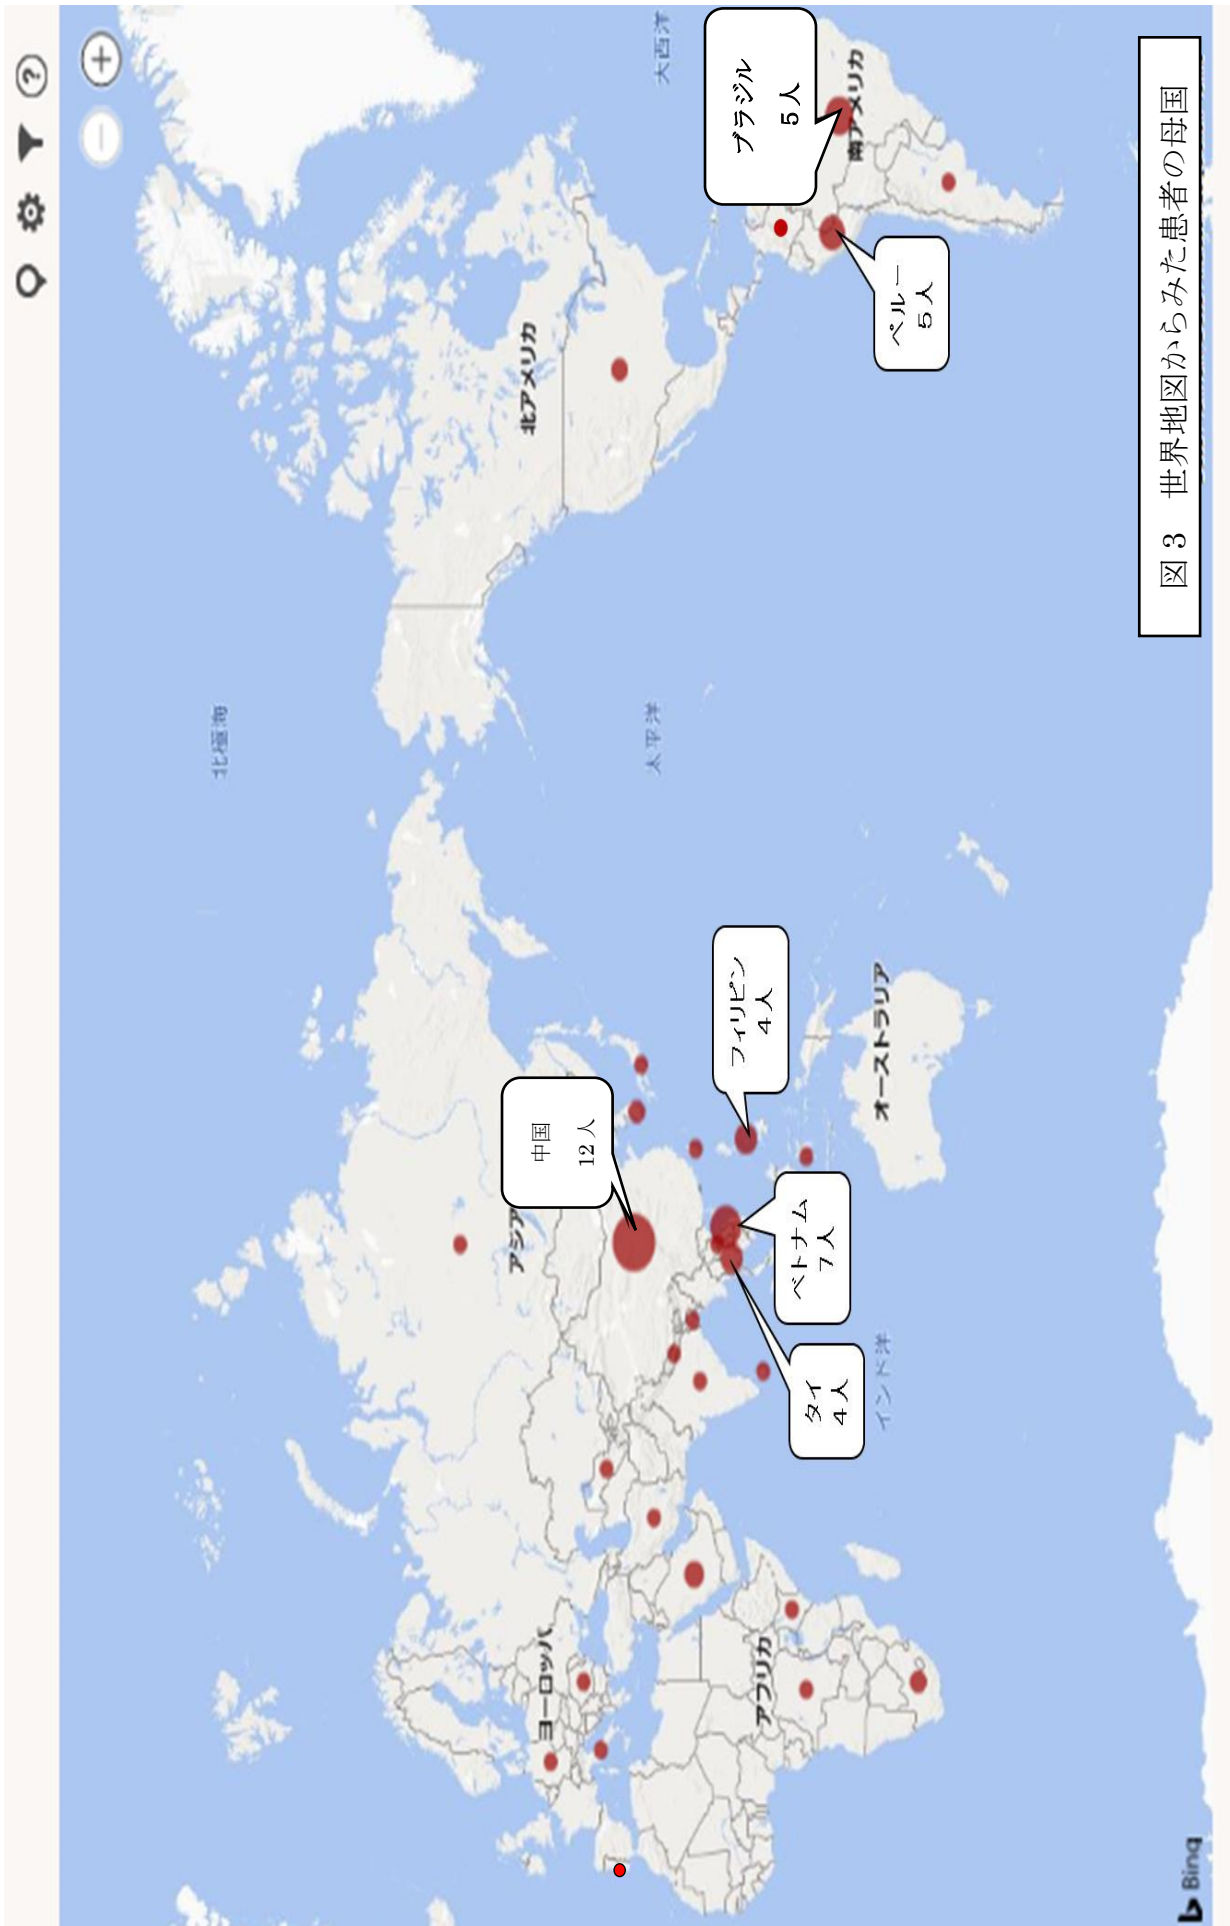 北極海
大西洋
北アメリカ
ブラジル
5人
南アメリカ
ペルー
5人
太平洋
アジア
中国
12人
フィリピン
4人
ベトナム
7人
タイ
4人
オーストラリア
インド洋
ヨーロッパ
アフリカ
Bing
図3 世界地図からみた患者の母国